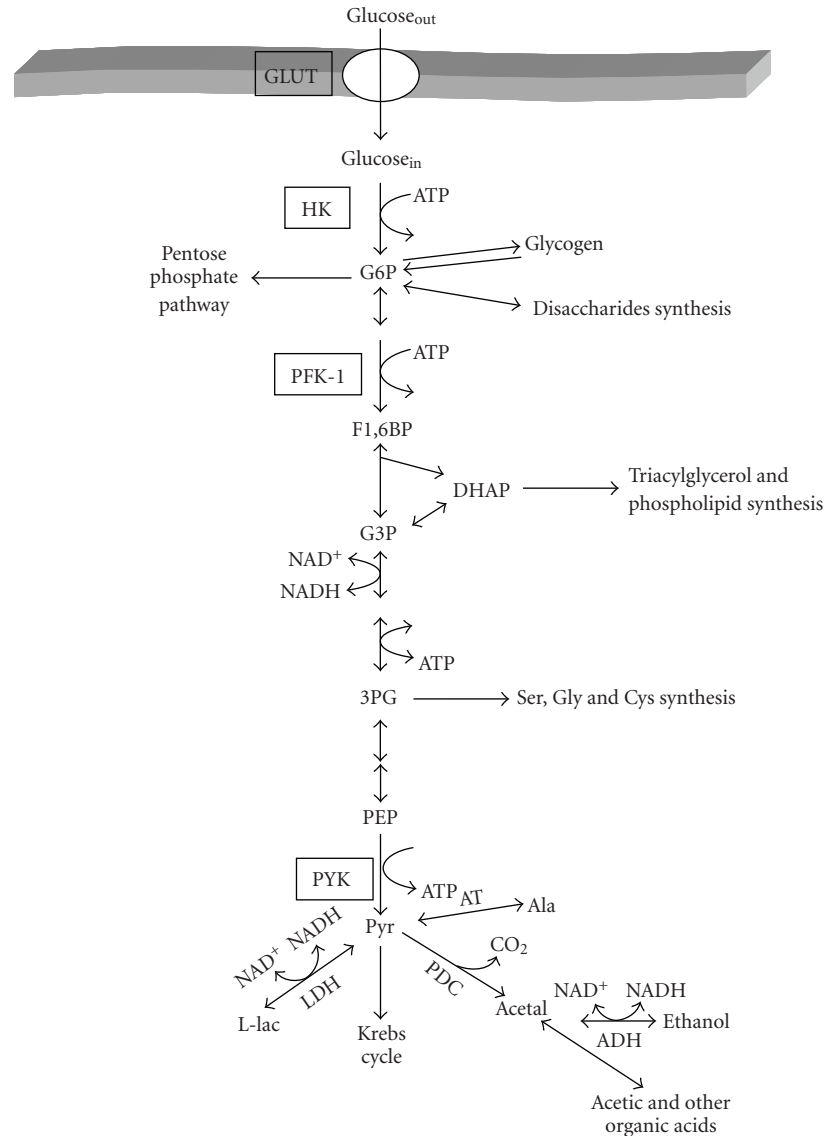 Glucose_out
GLUT
Glucose_in
HK
ATP
Pentose
phosphate
pathway
G6P
Glycogen
Disaccharides synthesis
PFK-1
ATP
F1,6BP
DHAP
Triacylglycerol and
phospholipid synthesis
G3P
NAD⁺
NADH
ATP
3PG
Ser, Gly and Cys synthesis
PEP
PYK
ATP
AT
Ala
Pyr
NAD⁺
NADH
LDH
L-lac
Krebs
cycle
PDC
CO₂
Acetal
NAD⁺
NADH
ADH
Ethanol
Acetic and other
organic acids